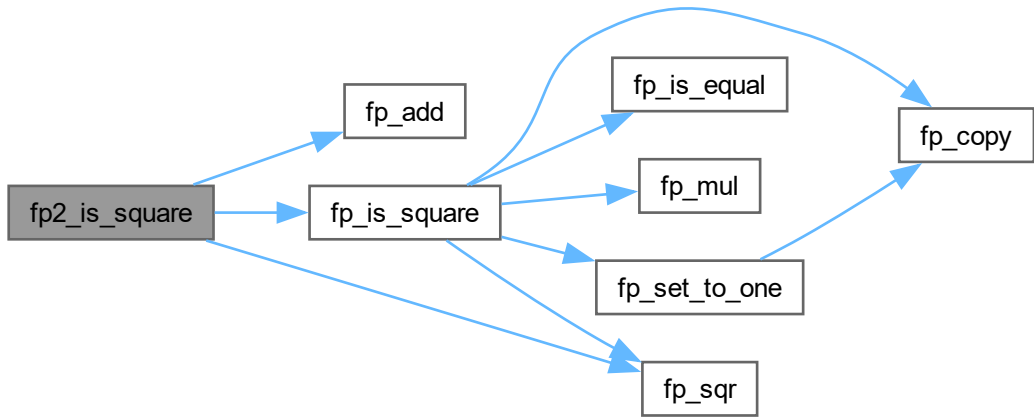 fp2_is_square
fp_add
fp_is_square
fp_is_equal
fp_mul
fp_set_to_one
fp_sqr
fp_copy